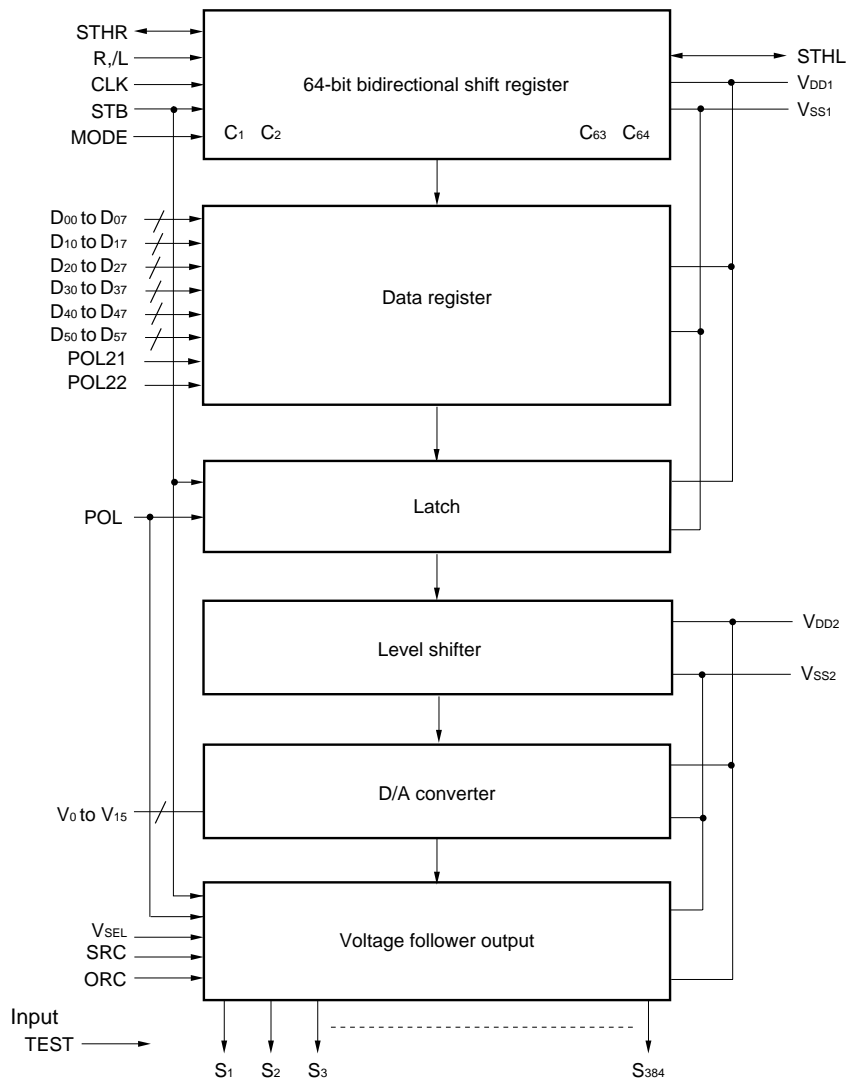 STHR
R,/L
CLK
STB
MODE
64-bit bidirectional shift register
C1 C2 C63 C64
STHL
VDD1
VSS1
D00 to D07
D10 to D17
D20 to D27
D30 to D37
D40 to D47
D50 to D57
POL21
POL22
Data register
POL
Latch
Level shifter
VDD2
VSS2
V0 to V15
D/A converter
VSEL
SRC
ORC
Voltage follower output
Input
TEST
S1 S2 S3 S384